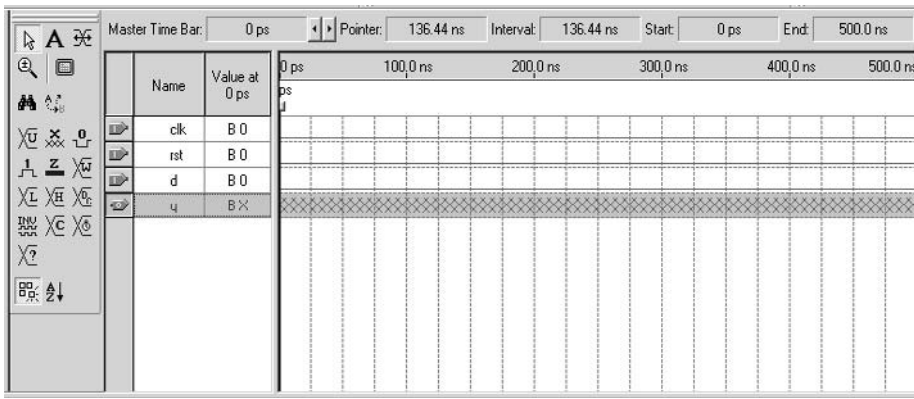 Master Time Bar: 0 ps Pointer: 136.44 ns Interval: 136.44 ns Start: 0 ps End: 500.0 ns
A
Name Value at 0 ps
0 ps 100.0 ns 200.0 ns 300.0 ns 400.0 ns 500.0 ns
ps
clk B 0
rst B 0
d B 0
q B X